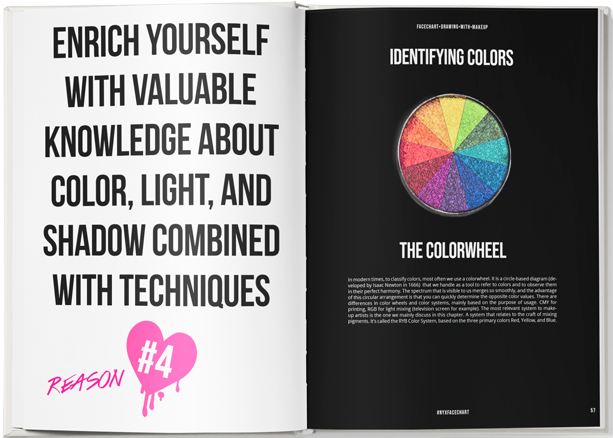 ENRICH YOURSELF
WITH VALUABLE
KNOWLEDGE ABOUT
COLOR, LIGHT, AND
SHADOW COMBINED
WITH TECHNIQUES
REASON #4
FACECHART-DRAWING-WITH-MAKEUP
IDENTIFYING COLORS
THE COLORWHEEL
In modern times, to classify colors, most often we use a colorwheel. It is a circle-based diagram (de-
veloped by Isaac Newton in 1666) that we handle as a tool to refer to colors and to observe them
in their perfect harmony. The spectrum that is visible to us merges so smoothly, and the advantage
of this circular arrangement is that you can quickly determine the opposite color values. There are
differences in color wheels and color systems, mainly based on the purpose of usage. CMY for
printing, RGB for light mixing (television screen for example). The most relevant system to make-
up artists is the one we mainly discuss in this chapter. A system that relates to the craft of mixing
pigments. It's called the RYB Color System, based on the three primary colors Red, Yellow, and Blue.
#NYXFACECHART
57